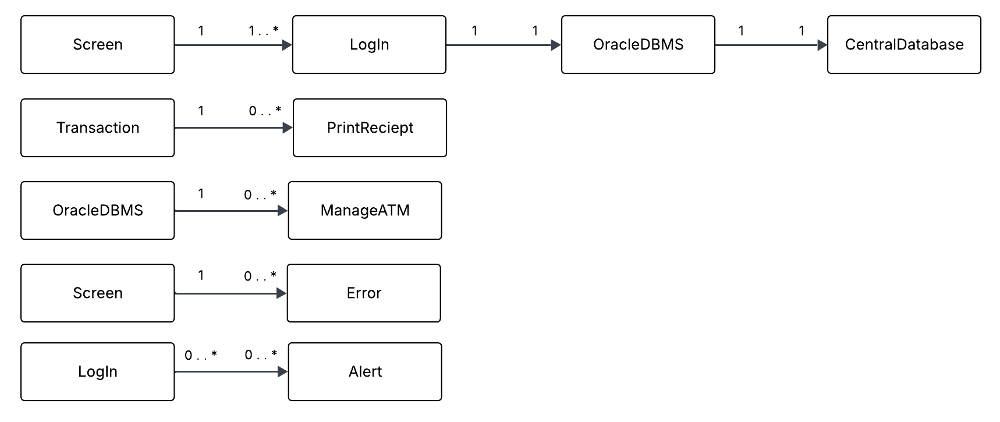 1 1..* 1 1 1 1
Screen LogIn OracleDBMS CentralDatabase
1 0..*
Transaction PrintReciept
1 0..*
OracleDBMS ManageATM
1 0..*
Screen Error
0..* 0..*
LogIn Alert